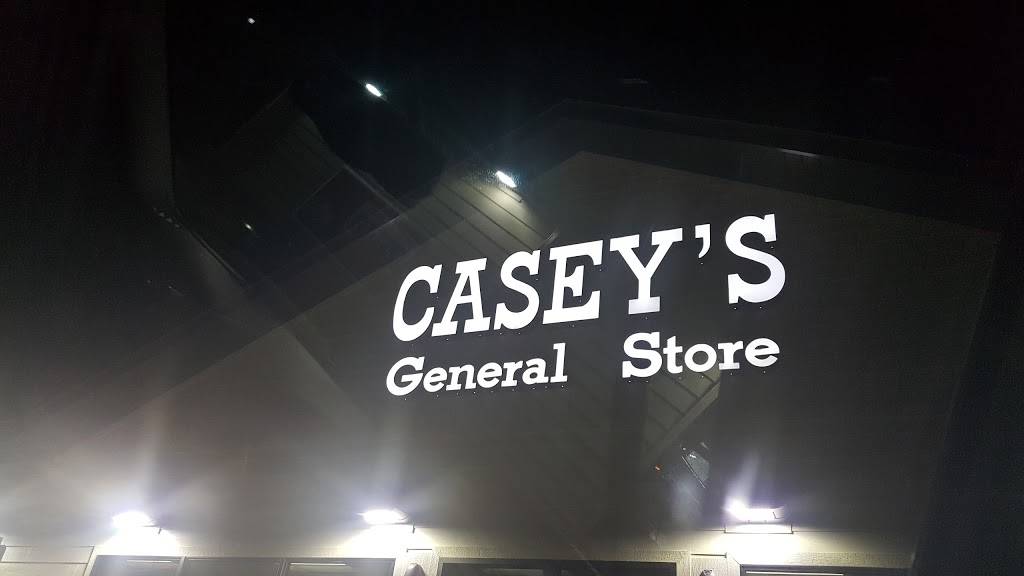 CASEY'S
General Store